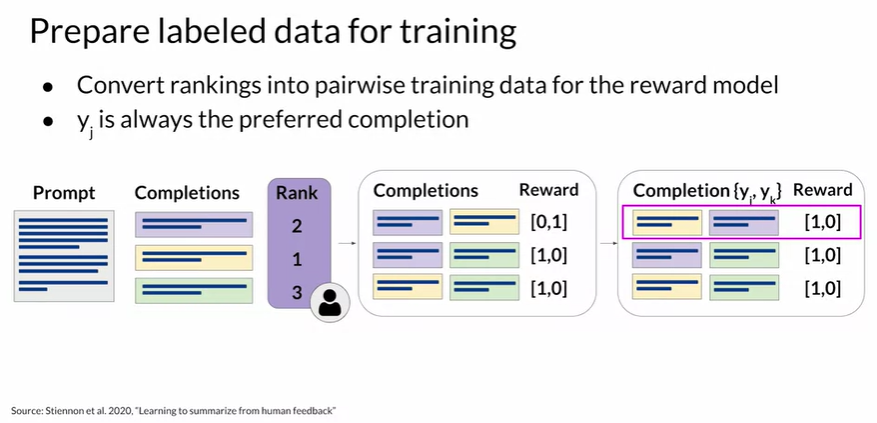 Prepare labeled data for training
● Convert rankings into pairwise training data for the reward model
● yj is always the preferred completion
Prompt
Completions
Rank
2
1
3
Completions Reward
[0,1]
[1,0]
[1,0]
Completion {yj, yk} Reward
[1,0]
[1,0]
[1,0]
Source: Stiennon et al. 2020, “Learning to summarize from human feedback”